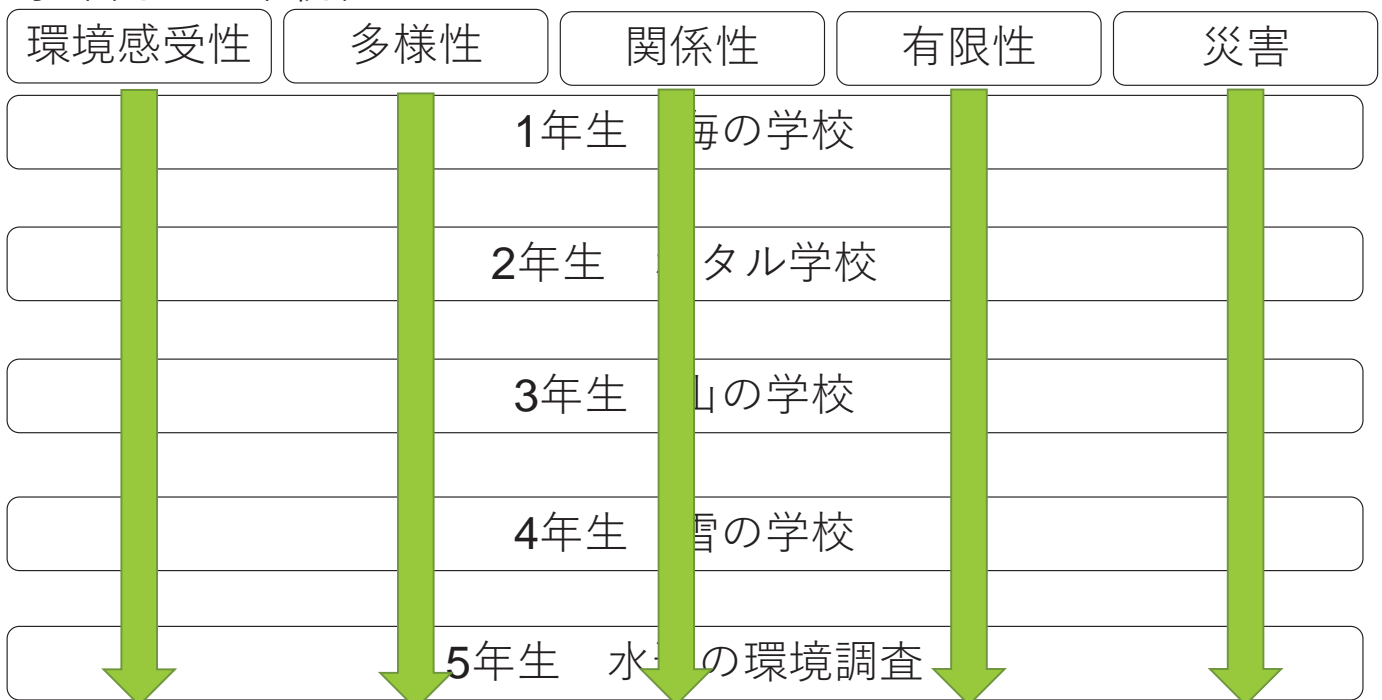 環境感受性 多様性 関係性 有限性 災害
1年生 海の学校
2年生 タル学校
3年生 山の学校
4年生 雪の学校
5年生 水 の環境調査